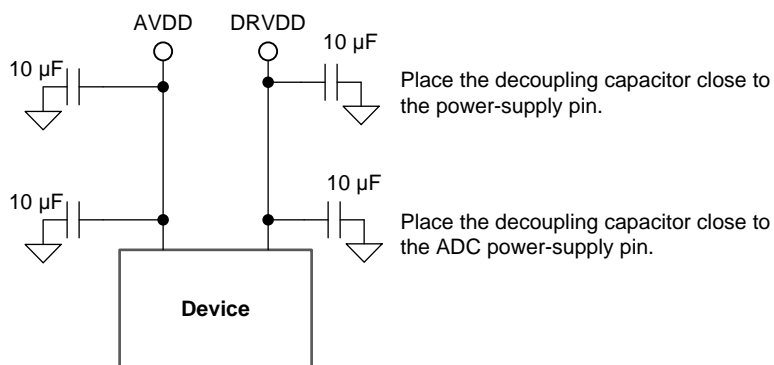 AVDD DRVDD
10 µF 10 µF
Place the decoupling capacitor close to
the power-supply pin.
10 µF 10 µF
Place the decoupling capacitor close to
the ADC power-supply pin.
Device